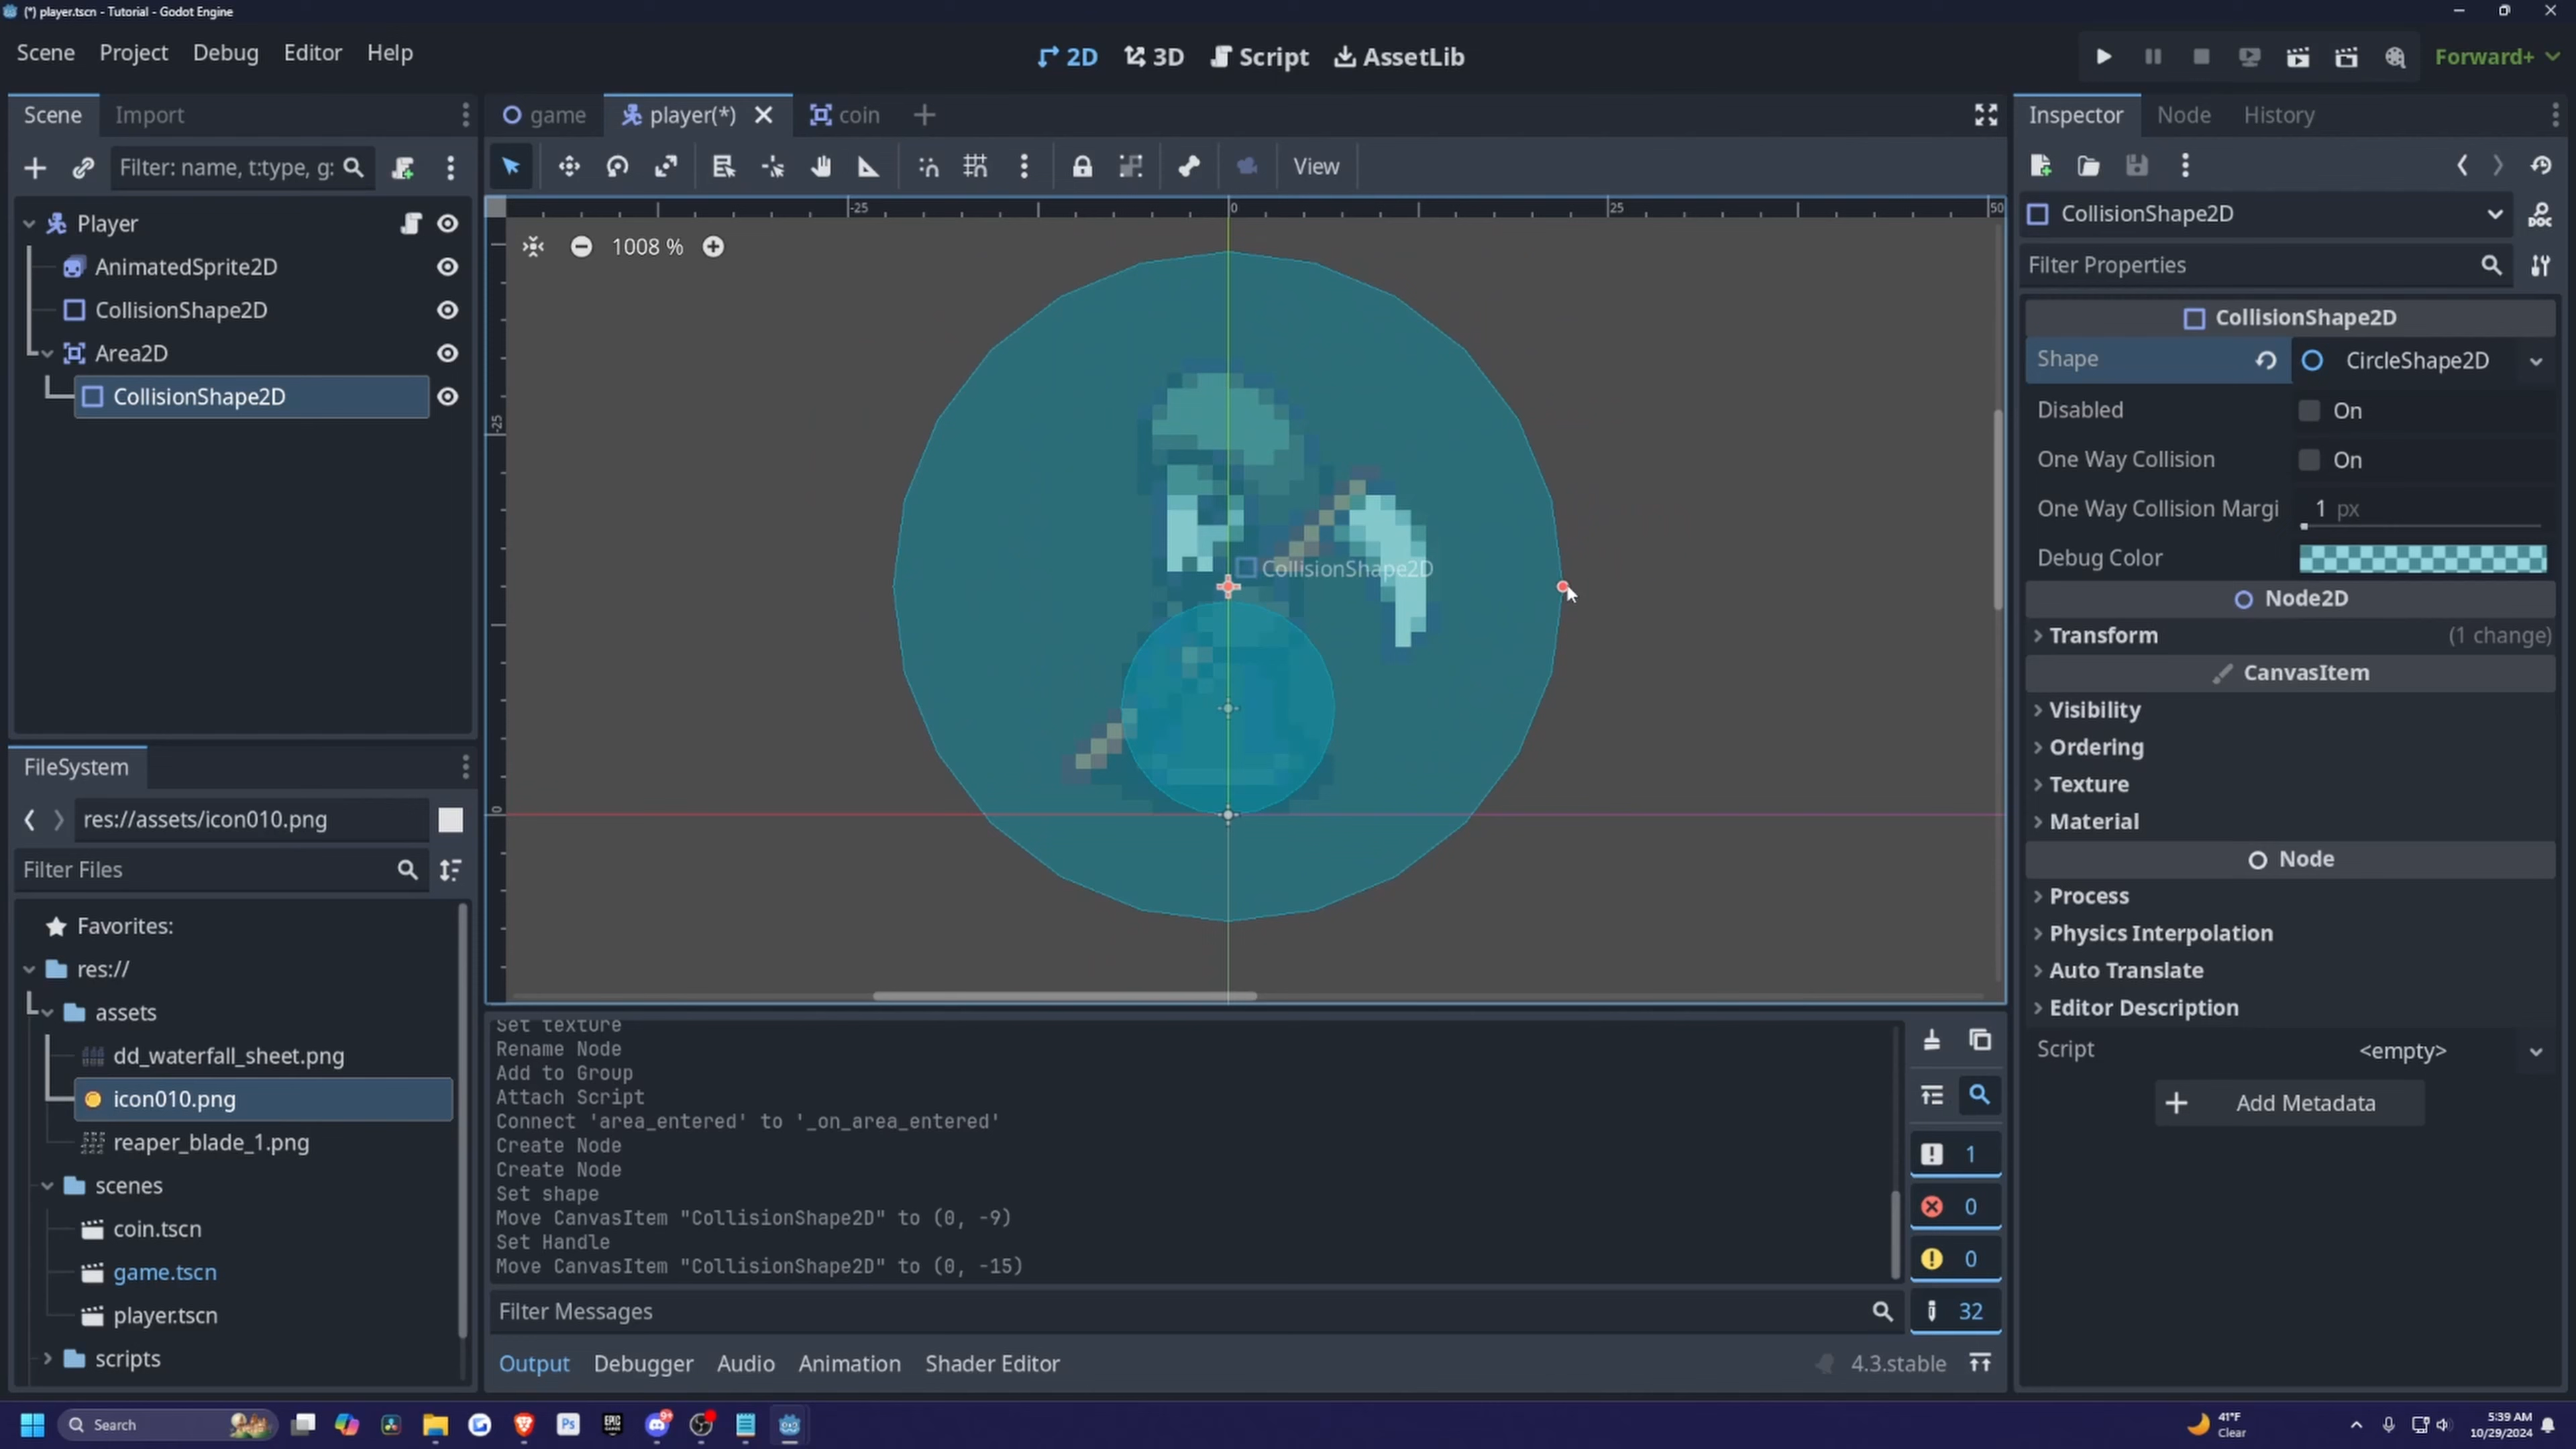 (*) player.tscn - Tutorial - Godot Engine
Scene Project Debug Editor Help
2D 3D Script AssetLib
Forward+
Scene Import
game player(*) coin
Inspector Node History
Filter: name, t:type, g:
View
CollisionShape2D
Filter Properties
Player
AnimatedSprite2D
CollisionShape2D
Area2D
CollisionShape2D
-25 0 25 50
1008 %
-25
0
CollisionShape2D
CollisionShape2D
Shape CircleShape2D
Disabled On
One Way Collision On
One Way Collision Margi 1 px
Debug Color
Node2D
Transform (1 change)
CanvasItem
Visibility
Ordering
Texture
Material
Node
Process
Physics Interpolation
Auto Translate
Editor Description
Script <empty>
Add Metadata
FileSystem
res://assets/icon010.png
Filter Files
Favorites:
res://
assets
dd_waterfall_sheet.png
icon010.png
reaper_blade_1.png
scenes
coin.tscn
game.tscn
player.tscn
scripts
Set texture
Rename Node
Add to Group
Attach Script
Connect 'area_entered' to '_on_area_entered'
Create Node
Create Node
Set shape
Move CanvasItem "CollisionShape2D" to (0, -9)
Set Handle
Move CanvasItem "CollisionShape2D" to (0, -15)
1
0
0
32
Filter Messages
Output Debugger Audio Animation Shader Editor
4.3.stable
Search
Ps
EPIC
41°F
Clear
5:39 AM
10/29/2024